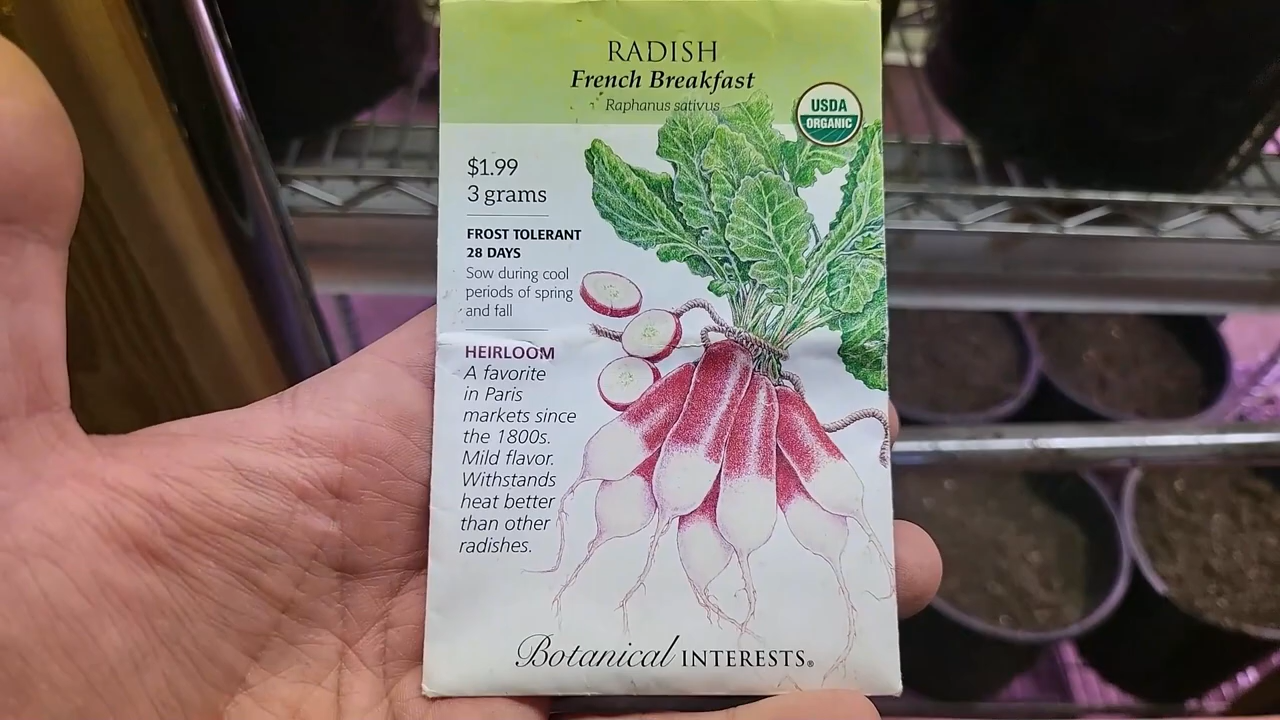 RADISH
French Breakfast
Raphanus sativus
USDA
ORGANIC
$1.99
3 grams
FROST TOLERANT
28 DAYS
Sow during cool
periods of spring
and fall
HEIRLOOM
A favorite
in Paris
markets since
the 1800s.
Mild flavor.
Withstands
heat better
than other
radishes.
Botanical INTERESTS®